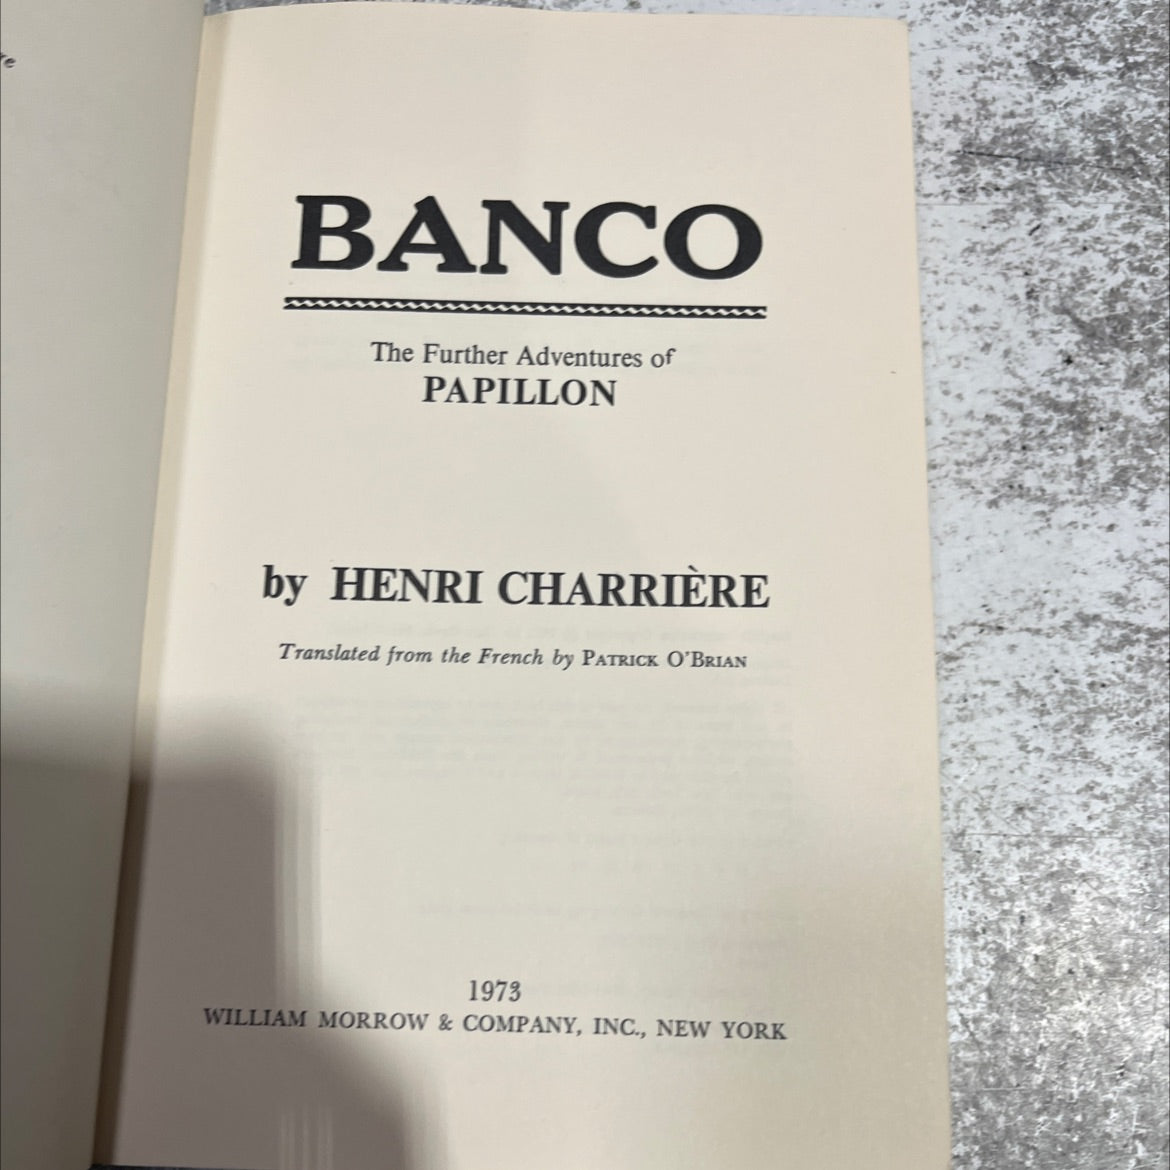 BANCO
The Further Adventures of
PAPILLON
by HENRI CHARRIÈRE
Translated from the French by PATRICK O'BRIAN
1973
WILLIAM MORROW & COMPANY, INC., NEW YORK